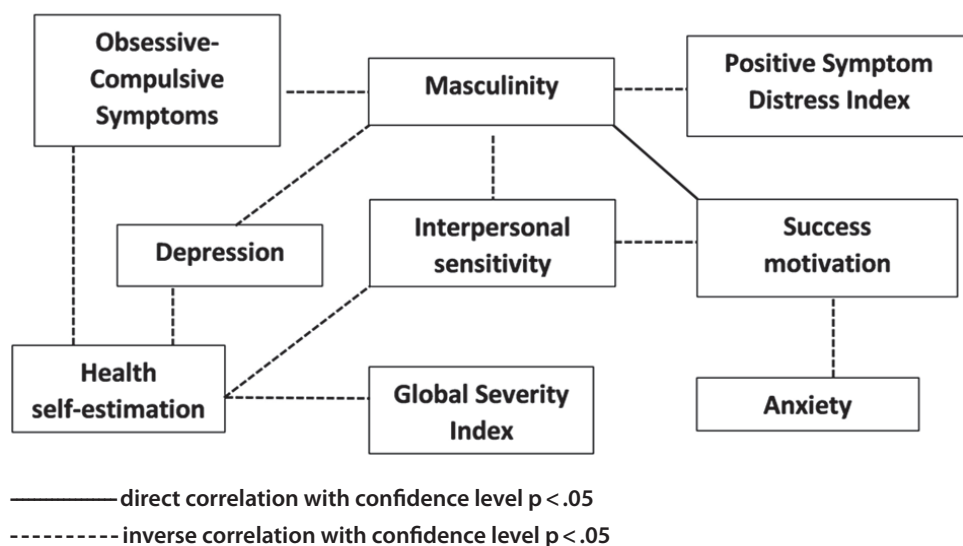 Obsessive-
Compulsive
Symptoms
Masculinity
Positive Symptom
Distress Index
Depression
Interpersonal
sensitivity
Success
motivation
Health
self-estimation
Global Severity
Index
Anxiety
direct correlation with confidence level p < .05
inverse correlation with confidence level p < .05